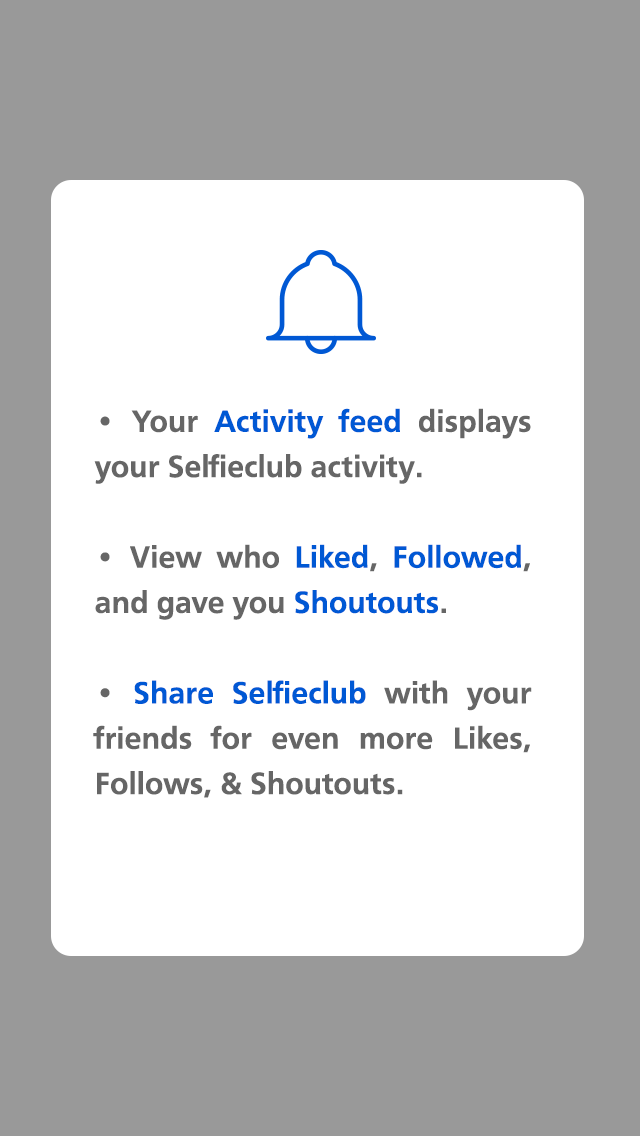 • Your Activity feed displays
your Selfieclub activity.
• View who Liked, Followed,
and gave you Shoutouts.
• Share Selfieclub with your
friends for even more Likes,
Follows, & Shoutouts.